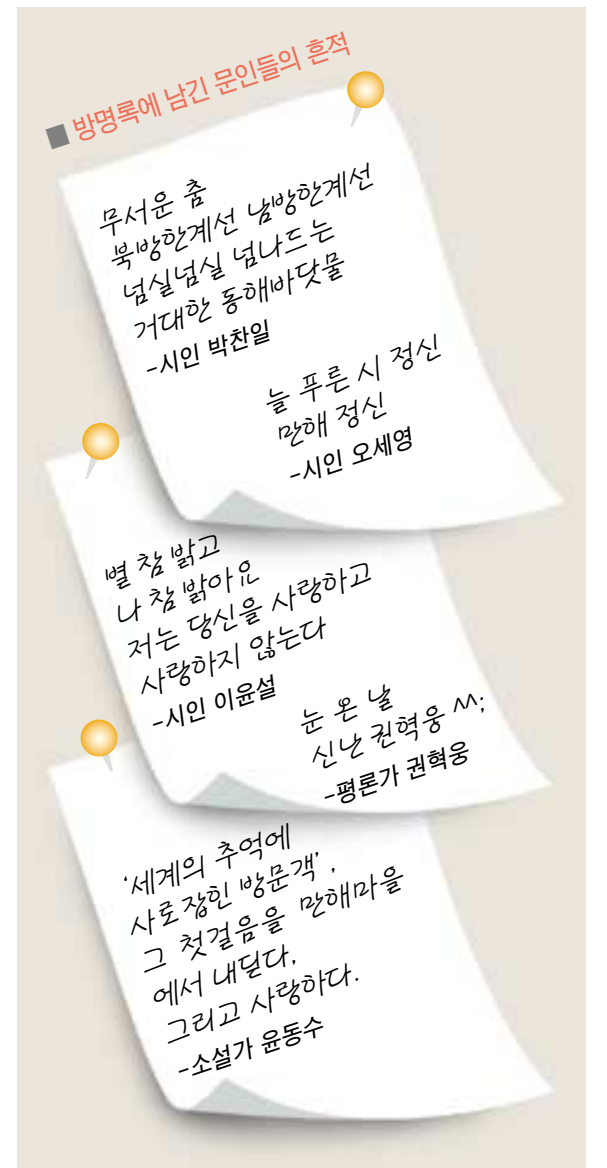 ■ 방명록에 남긴 문인들의 흔적
무서운 춤
북방한계선 남방한계선
넘실넘실 넘나드는
거대한 동해바닷물
-시인 박찬일
늘 푸른 시 정신
만해 정신
-시인 오세영
별 참 밝고
나 참 밝아요
저는 당신을 사랑하고
사랑하지 않는다
-시인 이윤설
눈 온 날
신난 권혁웅 ^^;
-평론가 권혁웅
‘세계의 추억에
사로잡힌 방문객’,
그 첫걸음을 만해마을
에서 내딛다.
그리고 사랑하다.
-소설가 윤동수